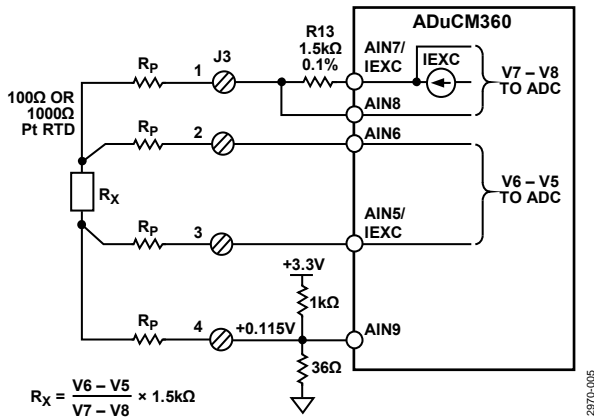 ADuCM360
R13
1.5kΩ
0.1%
J3
RP
1
AIN7/
IEXC
IEXC
V7 – V8
TO ADC
AIN8
100Ω OR
1000Ω
Pt RTD
RP
2
AIN6
RX
V6 – V5
TO ADC
RP
3
AIN5/
IEXC
+3.3V
1kΩ
RP
4
+0.115V
AIN9
36Ω
RX = V6 – V5 / V7 – V8 × 1.5kΩ
2970-005